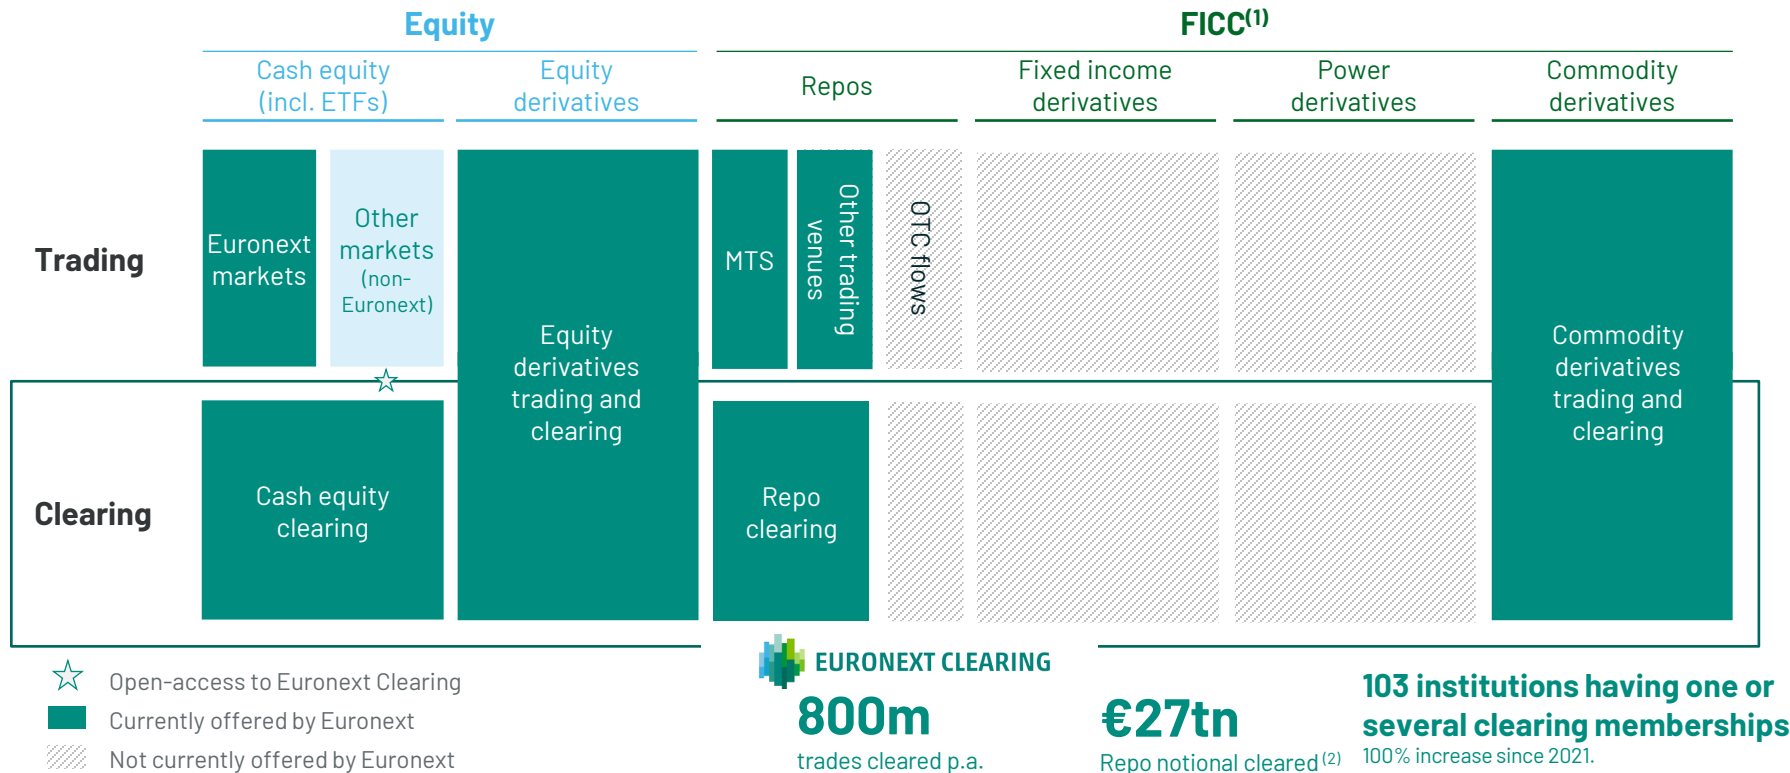 Equity
FICC(1)
Cash equity
(incl. ETFs)
Equity
derivatives
Repos
Fixed income
derivatives
Power
derivatives
Commodity
derivatives
Trading
Euronext
markets
Other
markets
(non-
Euronext)
Equity
derivatives
trading and
clearing
MTS
Other trading
venues
OTC flows
Commodity
derivatives
trading and
clearing
Clearing
Cash equity
clearing
Repo
clearing
EURONEXT CLEARING
Open-access to Euronext Clearing
Currently offered by Euronext
Not currently offered by Euronext
800m
trades cleared p.a.
€27tn
Repo notional cleared (2)
103 institutions having one or
several clearing memberships
100% increase since 2021.